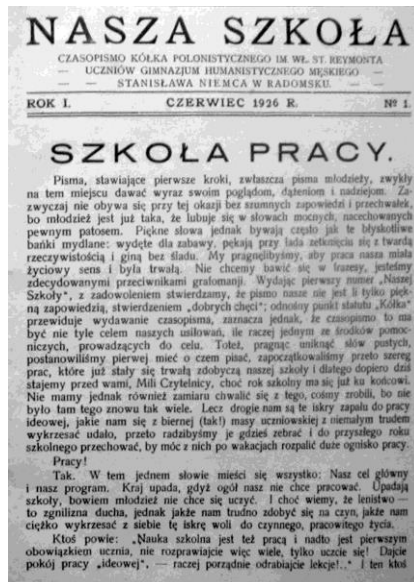 NASZA SZKOŁA
CZASOPISMO KÓŁKA POLONISTYCZNEGO IM. WŁ. ST. REYMONTA
— — UCZNIÓW GIMNAZJUM HUMANISTYCZNEGO MĘSKIEGO — —
— — STANISŁAWA NIEMCA W RADOMSKU. — —
ROK I. CZERWIEC 1926 R. № 1.
SZKOŁA PRACY.
Pisma, stawiające pierwsze kroki, zwłaszcza pisma młodzieży, zwykły
na tem miejscu dawać wyraz swoim poglądom, dążeniom i nadziejom. Za-
zwyczaj nie obywa się przy tej okazji bez szumnych zapowiedzi i przechwałek,
bo młodzież jest już taka, że lubuje się w słowach mocnych, nacechowanych
pewnym patosem. Piękne słowa jednak bywają często jak te błyskotliwe
bańki mydlane: wydęte dla zabawy, pękają przy lada zetknięciu się z twardą
rzeczywistością i giną bez śladu. My pragnęlibyśmy, aby praca nasza miała
życiowy sens i była trwałą. Nie chcemy bawić się w frazesy, jesteśmy
zdecydowanymi przeciwnikami grafomanji. Wydając pierwszy numer „Naszej
Szkoły", z zadowoleniem stwierdzamy, że pismo nasze nie jest li tylko pięk-
ną zapowiedzią, stwierdzeniem „dobrych chęci"; odnośny punkt statutu „Kółka"
przewiduje wydawanie czasopisma, zaznacza jednak, że czasopismo to ma
być nie tyle celem naszych usiłowań, ile raczej jednym ze środków pomoc-
niczych, prowadzących do celu. Toteż, pragnąc uniknąć słów pustych,
postanowiliśmy pierwej mieć o czem pisać, zapoczątkowaliśmy przeto szereg
prac, które już stały się trwałą zdobyczą naszej szkoły i dlatego dopiero dziś
stajemy przed wami, Mili Czytelnicy, choć rok szkolny ma się już ku końcowi.
Nie mamy jednak również zamiaru chwalić się z tego, cośmy zrobili, bo nie
było tam tego znowu tak wiele. Lecz drogie nam są te iskry zapału do pracy
ideowej, jakie nam się z biernej (tak!) masy uczniowskiej z niemałym trudem
wykrzesać udało, przeto radzibyśmy je gdzieś zebrać i do przyszłego roku
szkolnego przechować, by móc z nich po wakacjach rozpalić duże ognisko pracy.
Pracy!
Tak. W tem jednem słowie mieści się wszystko: Nasz cel główny
i nasz program. Kraj upada, gdyż ogół nasz nie chce pracować. Upadają
szkoły, bowiem młodzież nie chce się uczyć. I choć wiemy, że lenistwo —
to zgnilizna ducha, jednak jakże nam trudno zdobyć się na czyn, jakże nam
ciężko wykrzesać z siebie tę iskrę woli do czynnego, pracowitego życia.
Ktoś powie: „Nauka szkolna jest też pracą i nadto jest pierwszym
obowiązkiem ucznia, nie rozprawiajcie więc wiele, tylko uczcie się! Dajcie
pokój pracy „ideowej", — raczej porządnie odrabiajcie lekcje!.." I ten ktoś